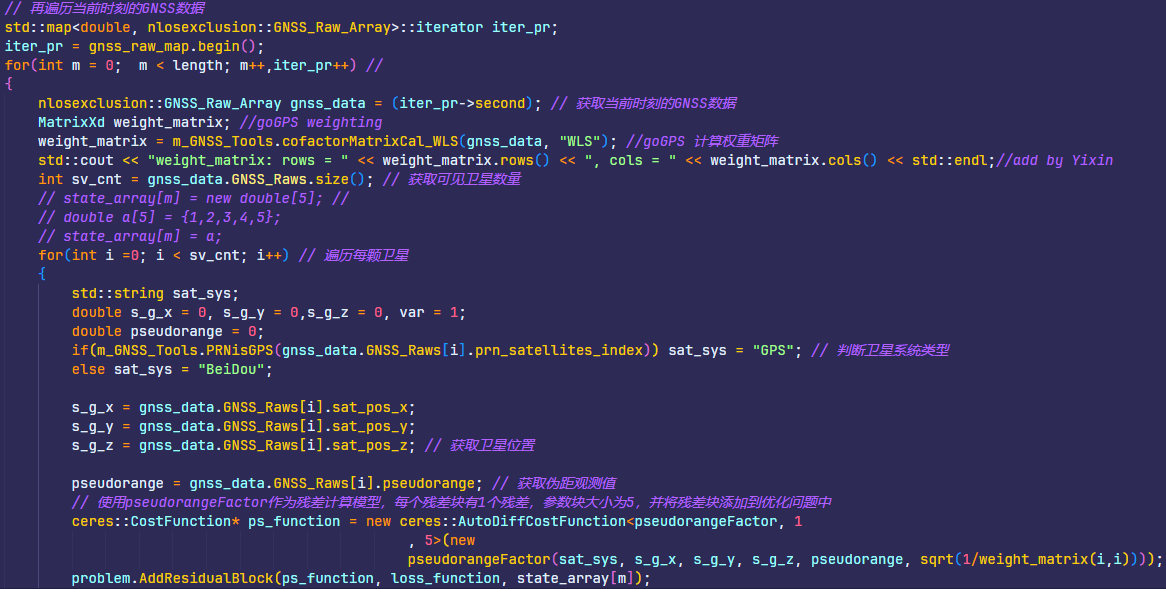 // 再遍历当前时刻的GNSS数据
std::map<double, nlosexclusion::GNSS_Raw_Array>::iterator iter_pr;
iter_pr = gnss_raw_map.begin();
for(int m = 0;  m < length; m++,iter_pr++) //
{
    nlosexclusion::GNSS_Raw_Array gnss_data = (iter_pr->second); // 获取当前时刻的GNSS数据
    MatrixXd weight_matrix; //goGPS weighting
    weight_matrix = m_GNSS_Tools.cofactorMatrixCal_WLS(gnss_data, "WLS"); //goGPS 计算权重矩阵
    std::cout << "weight_matrix: rows = " << weight_matrix.rows() << ", cols = " << weight_matrix.cols() << std::endl;//add by Yixin
    int sv_cnt = gnss_data.GNSS_Raws.size(); // 获取可见卫星数量
    // state_array[m] = new double[5]; //
    // double a[5] = {1,2,3,4,5};
    // state_array[m] = a;
    for(int i =0; i < sv_cnt; i++) // 遍历每颗卫星
    {
        std::string sat_sys;
        double s_g_x = 0, s_g_y = 0,s_g_z = 0, var = 1;
        double pseudorange = 0;
        if(m_GNSS_Tools.PRNisGPS(gnss_data.GNSS_Raws[i].prn_satellites_index)) sat_sys = "GPS"; // 判断卫星系统类型
        else sat_sys = "BeiDou";
        s_g_x = gnss_data.GNSS_Raws[i].sat_pos_x;
        s_g_y = gnss_data.GNSS_Raws[i].sat_pos_y;
        s_g_z = gnss_data.GNSS_Raws[i].sat_pos_z; // 获取卫星位置
        pseudorange = gnss_data.GNSS_Raws[i].pseudorange; // 获取伪距观测值
        // 使用pseudorangeFactor作为残差计算模型，每个残差块有1个残差，参数块大小为5，并将残差块添加到优化问题中
        ceres::CostFunction* ps_function = new ceres::AutoDiffCostFunction<pseudorangeFactor, 1
                                                , 5>(new
                                                pseudorangeFactor(sat_sys, s_g_x, s_g_y, s_g_z, pseudorange, sqrt(1/weight_matrix(i,i))));
        problem.AddResidualBlock(ps_function, loss_function, state_array[m]);